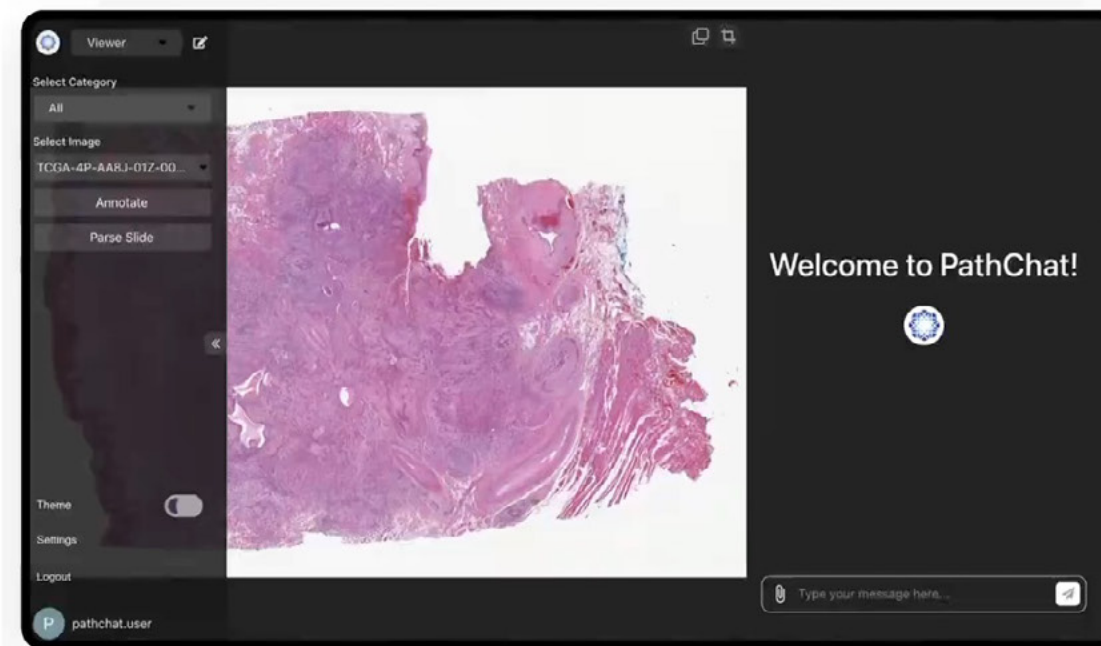 Viewer
Select Category
All
Select Image
TCGA-4P-AA8J-01Z-00...
Annotate
Parse Slide
Welcome to PathChat!
Theme
Settings
Logout
Type your message here...
P
pathchat.user